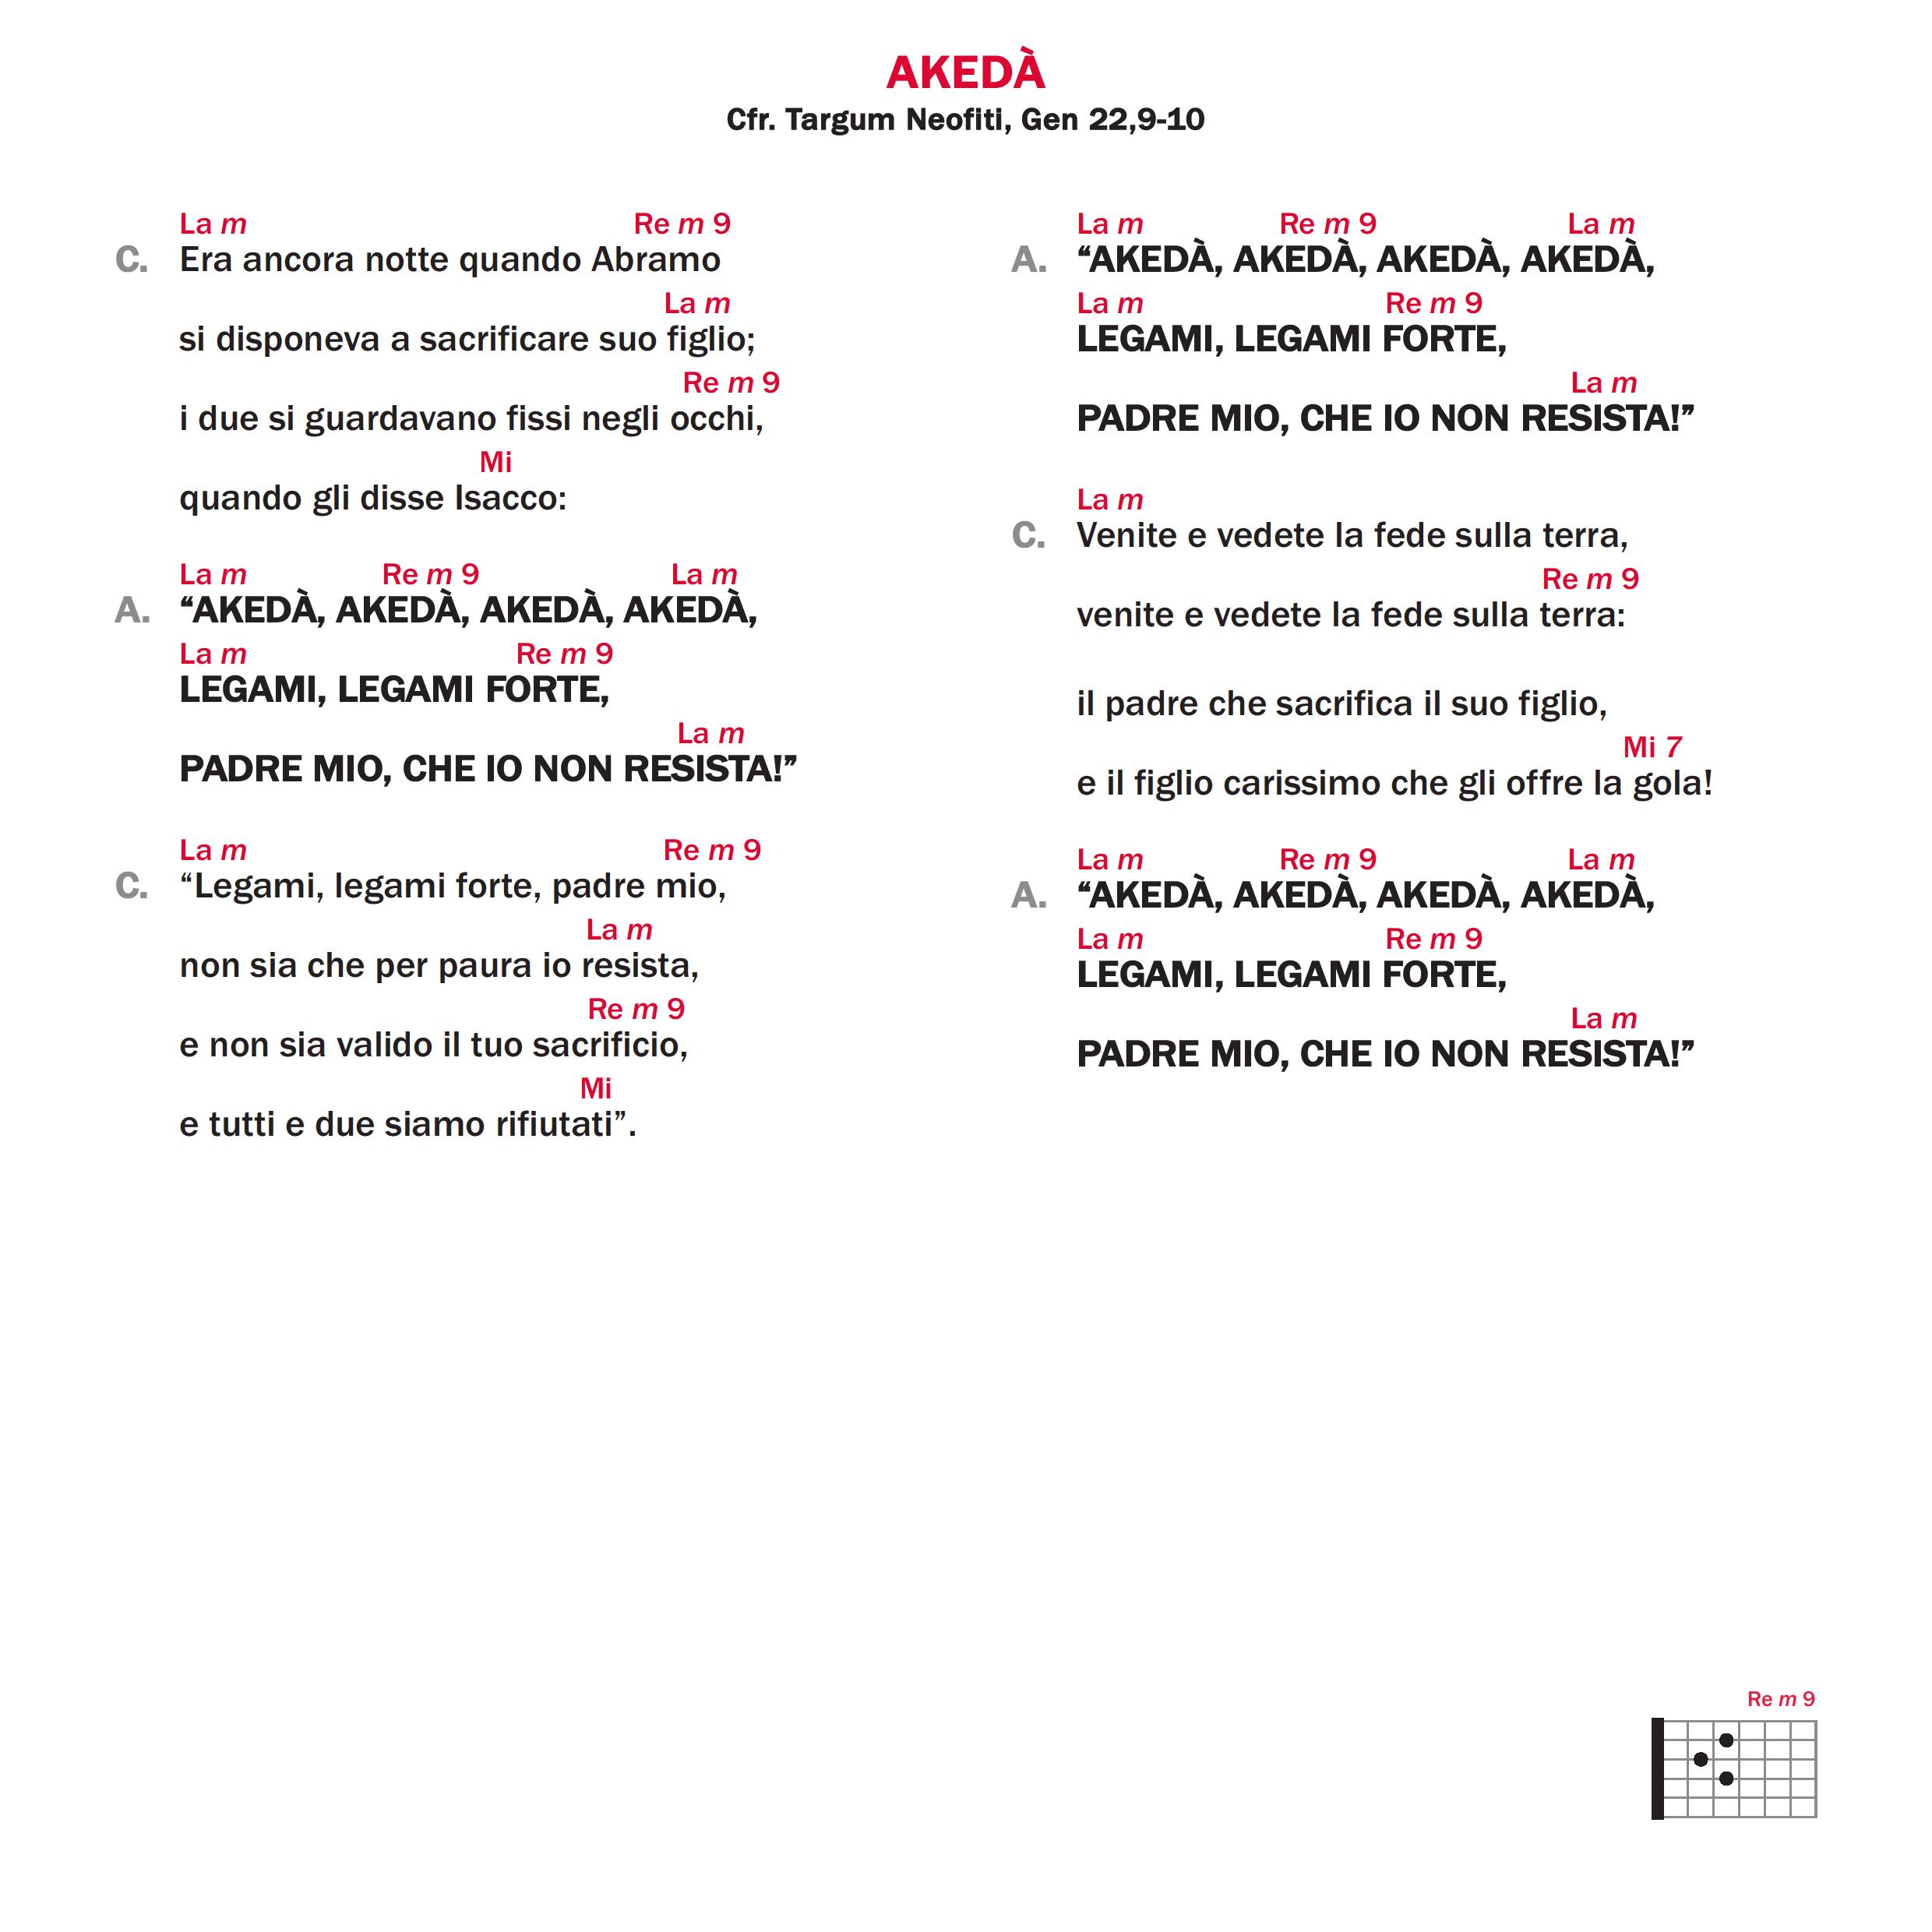 AKEDÀ
Cfr. Targum Neofiti, Gen 22,9-10
La m Re m 9
C. Era ancora notte quando Abramo
La m
si disponeva a sacrificare suo figlio;
Re m 9
i due si guardavano fissi negli occhi,
Mi
quando gli disse Isacco:
La m Re m 9 La m
A. “AKEDÀ, AKEDÀ, AKEDÀ, AKEDÀ,
La m Re m 9
LEGAMI, LEGAMI FORTE,
La m
PADRE MIO, CHE IO NON RESISTA!”
La m Re m 9
C. “Legami, legami forte, padre mio,
La m
non sia che per paura io resista,
Re m 9
e non sia valido il tuo sacrificio,
Mi
e tutti e due siamo rifiutati”.
La m Re m 9 La m
A. “AKEDÀ, AKEDÀ, AKEDÀ, AKEDÀ,
La m Re m 9
LEGAMI, LEGAMI FORTE,
La m
PADRE MIO, CHE IO NON RESISTA!”
La m
C. Venite e vedete la fede sulla terra,
Re m 9
venite e vedete la fede sulla terra:
il padre che sacrifica il suo figlio,
Mi 7
e il figlio carissimo che gli offre la gola!
La m Re m 9 La m
A. “AKEDÀ, AKEDÀ, AKEDÀ, AKEDÀ,
La m Re m 9
LEGAMI, LEGAMI FORTE,
La m
PADRE MIO, CHE IO NON RESISTA!”
Re m 9